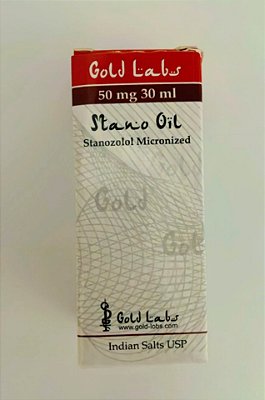 Gold Labs
50 mg 30 ml
Stano Oil
Stanozolol Micronized
Gold
Gold Labs
www.gold-labs.com
Indian Salts USP